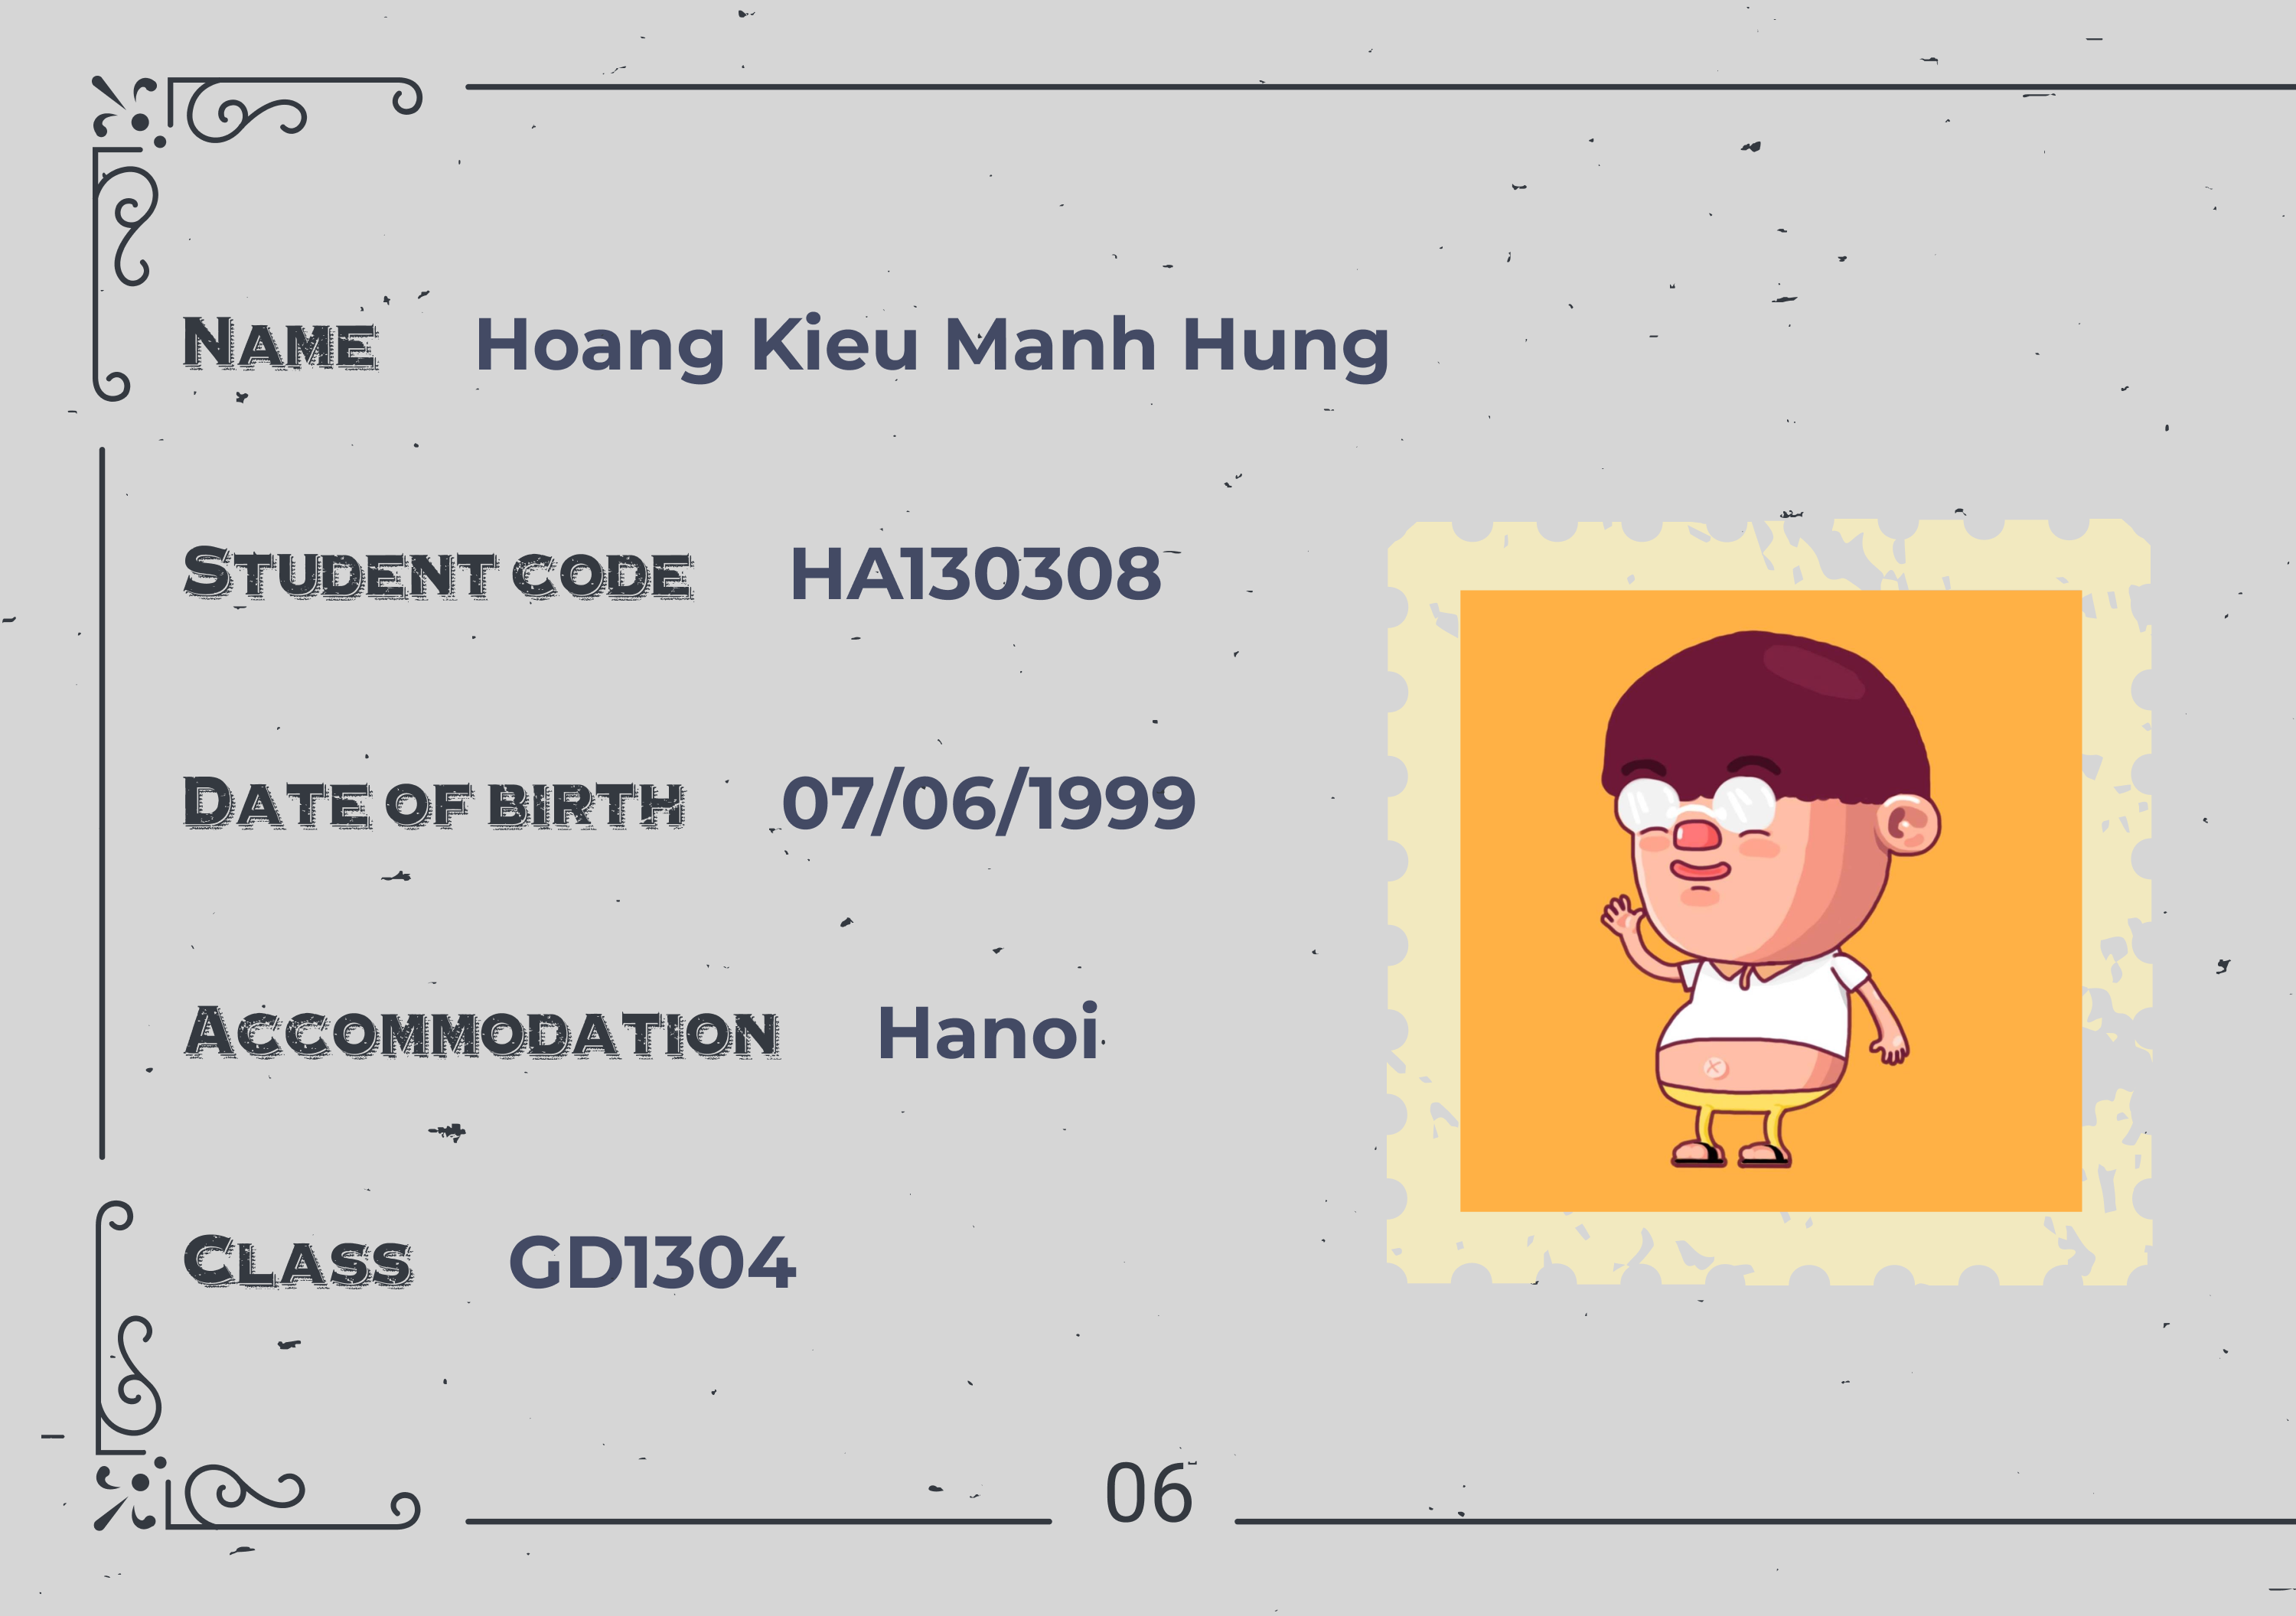 Name Hoang Kieu Manh Hung
Student code HA130308
Date of birth 07/06/1999
Accommodation Hanoi
Class GD1304
06